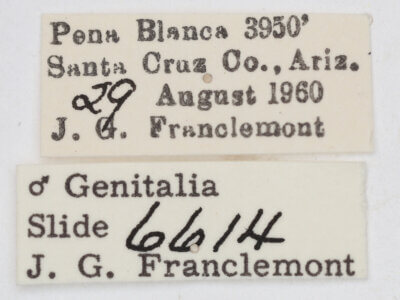 Pena Blanca 3950'
Santa Cruz Co., Ariz.
29 August 1960
J. G. Franclemont
♂ Genitalia
Slide 6614
J. G. Franclemont